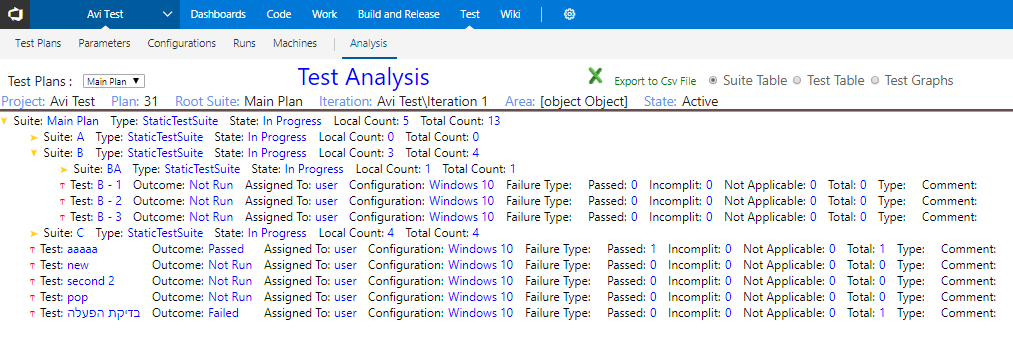 Avi Test Dashboards Code Work Build and Release Test Wiki
Test Plans Parameters Configurations Runs Machines Analysis
Test Plans : Main Plan Test Analysis Export to Csv File Suite Table Test Table Test Graphs
Project: Avi Test Plan: 31 Root Suite: Main Plan Iteration: Avi Test\Iteration 1 Area: [object Object] State: Active
Suite: Main Plan Type: StaticTestSuite State: In Progress Local Count: 5 Total Count: 13
Suite: A Type: StaticTestSuite State: In Progress Local Count: 0 Total Count: 0
Suite: B Type: StaticTestSuite State: In Progress Local Count: 3 Total Count: 4
Suite: BA Type: StaticTestSuite State: In Progress Local Count: 1 Total Count: 1
T Test: B - 1 Outcome: Not Run Assigned To: user Configuration: Windows 10 Failure Type: Passed: 0 Incomplit: 0 Not Applicable: 0 Total: 0 Type: Comment:
T Test: B - 2 Outcome: Not Run Assigned To: user Configuration: Windows 10 Failure Type: Passed: 0 Incomplit: 0 Not Applicable: 0 Total: 0 Type: Comment:
T Test: B - 3 Outcome: Not Run Assigned To: user Configuration: Windows 10 Failure Type: Passed: 0 Incomplit: 0 Not Applicable: 0 Total: 0 Type: Comment:
Suite: C Type: StaticTestSuite State: In Progress Local Count: 4 Total Count: 4
T Test: aaaaa Outcome: Passed Assigned To: user Configuration: Windows 10 Failure Type: Passed: 1 Incomplit: 0 Not Applicable: 0 Total: 1 Type: Comment:
T Test: new Outcome: Not Run Assigned To: user Configuration: Windows 10 Failure Type: Passed: 0 Incomplit: 0 Not Applicable: 0 Total: 0 Type: Comment:
T Test: second 2 Outcome: Not Run Assigned To: user Configuration: Windows 10 Failure Type: Passed: 0 Incomplit: 0 Not Applicable: 0 Total: 0 Type: Comment:
T Test: pop Outcome: Not Run Assigned To: user Configuration: Windows 10 Failure Type: Passed: 0 Incomplit: 0 Not Applicable: 0 Total: 0 Type: Comment:
T Test: בדיקת הפעלה Outcome: Failed Assigned To: user Configuration: Windows 10 Failure Type: Passed: 0 Incomplit: 0 Not Applicable: 0 Total: 1 Type: Comment: